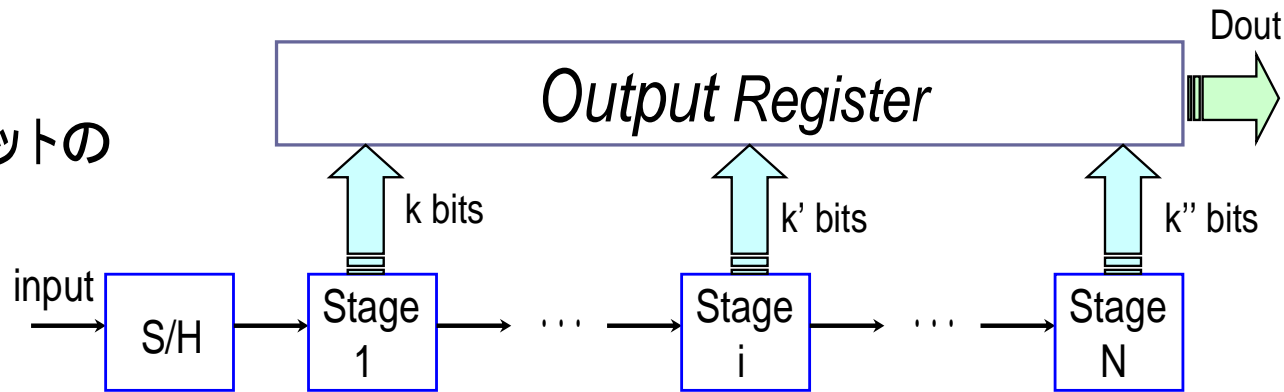 Dout
Output Register
ットの
k bits
k' bits
k'' bits
input
S/H
Stage
1
...
Stage
i
...
Stage
N